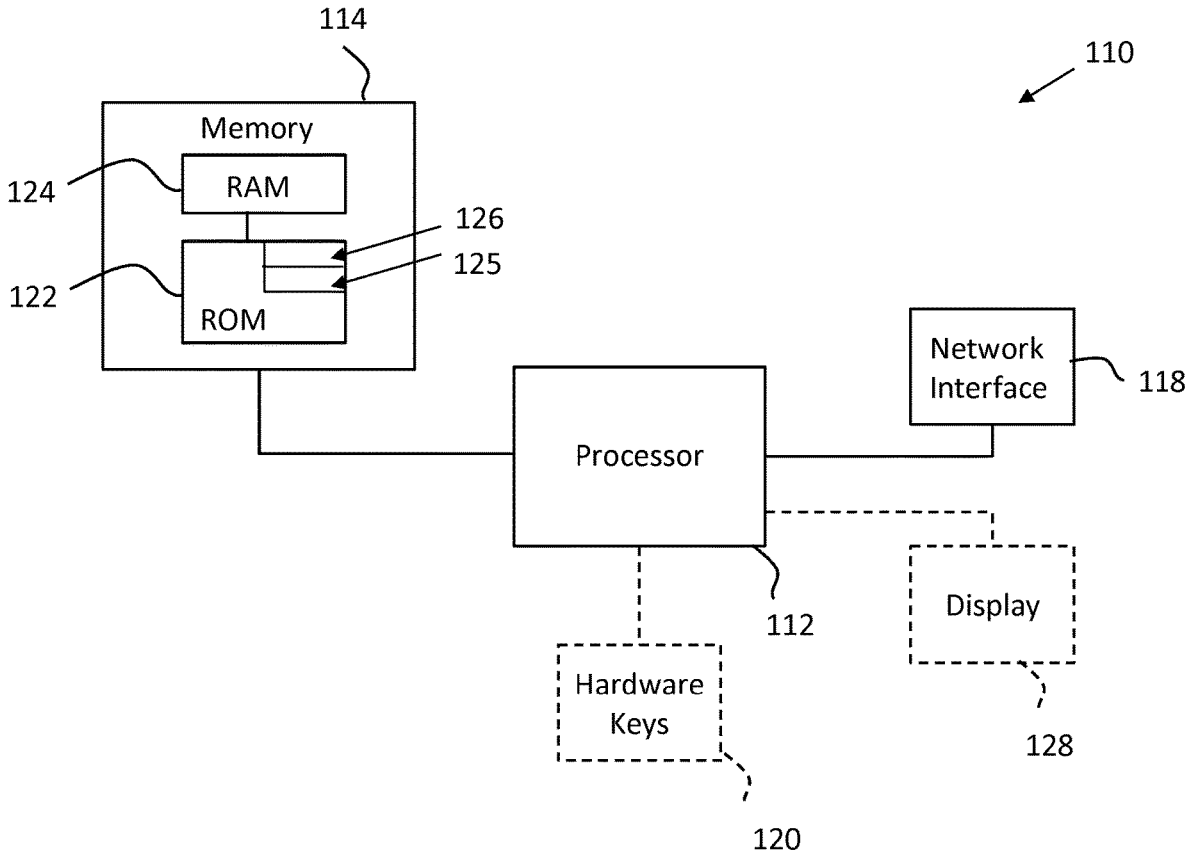 114
110
Memory
124
RAM
126
125
122
ROM
Network
Interface
118
Processor
112
Display
128
Hardware
Keys
120